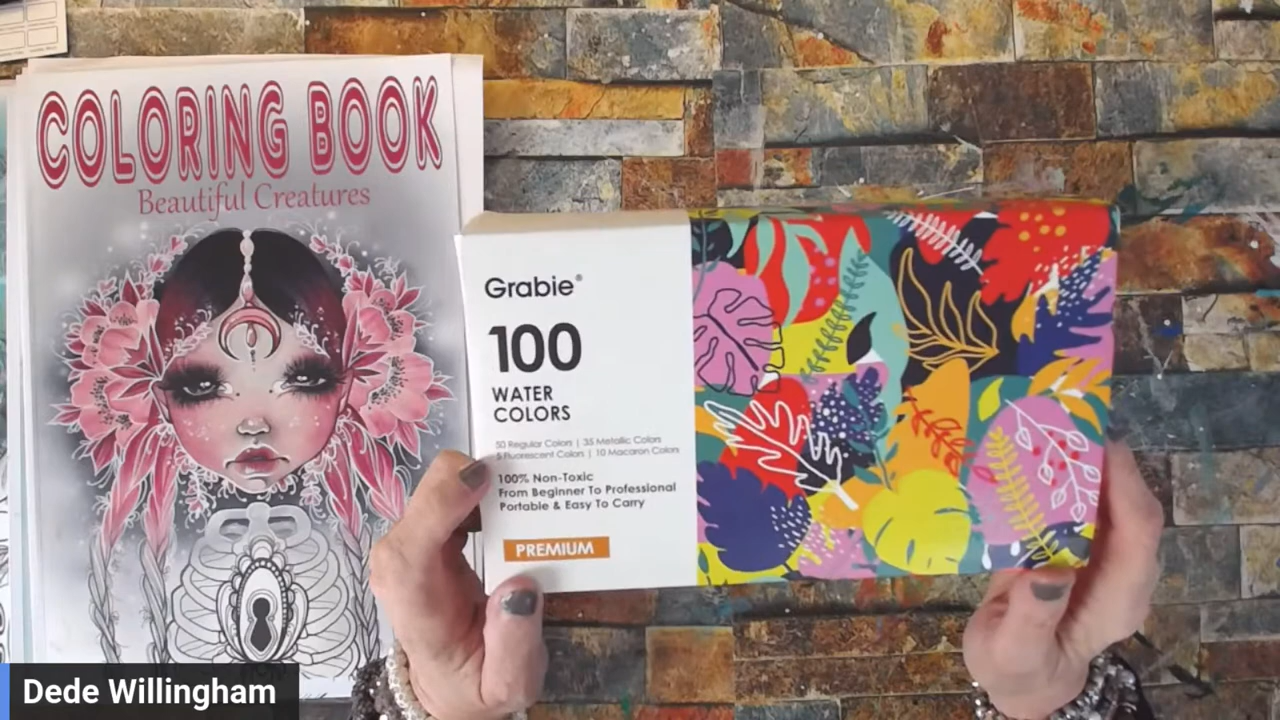 COLORING BOOK
Beautiful Creatures
Grabie®
100
WATER
COLORS
50 Regular Colors | 35 Metallic Colors
5 Fluorescent Colors | 10 Macaron Colors
100% Non-Toxic
From Beginner To Professional
Portable & Easy To Carry
PREMIUM
Dede Willingham